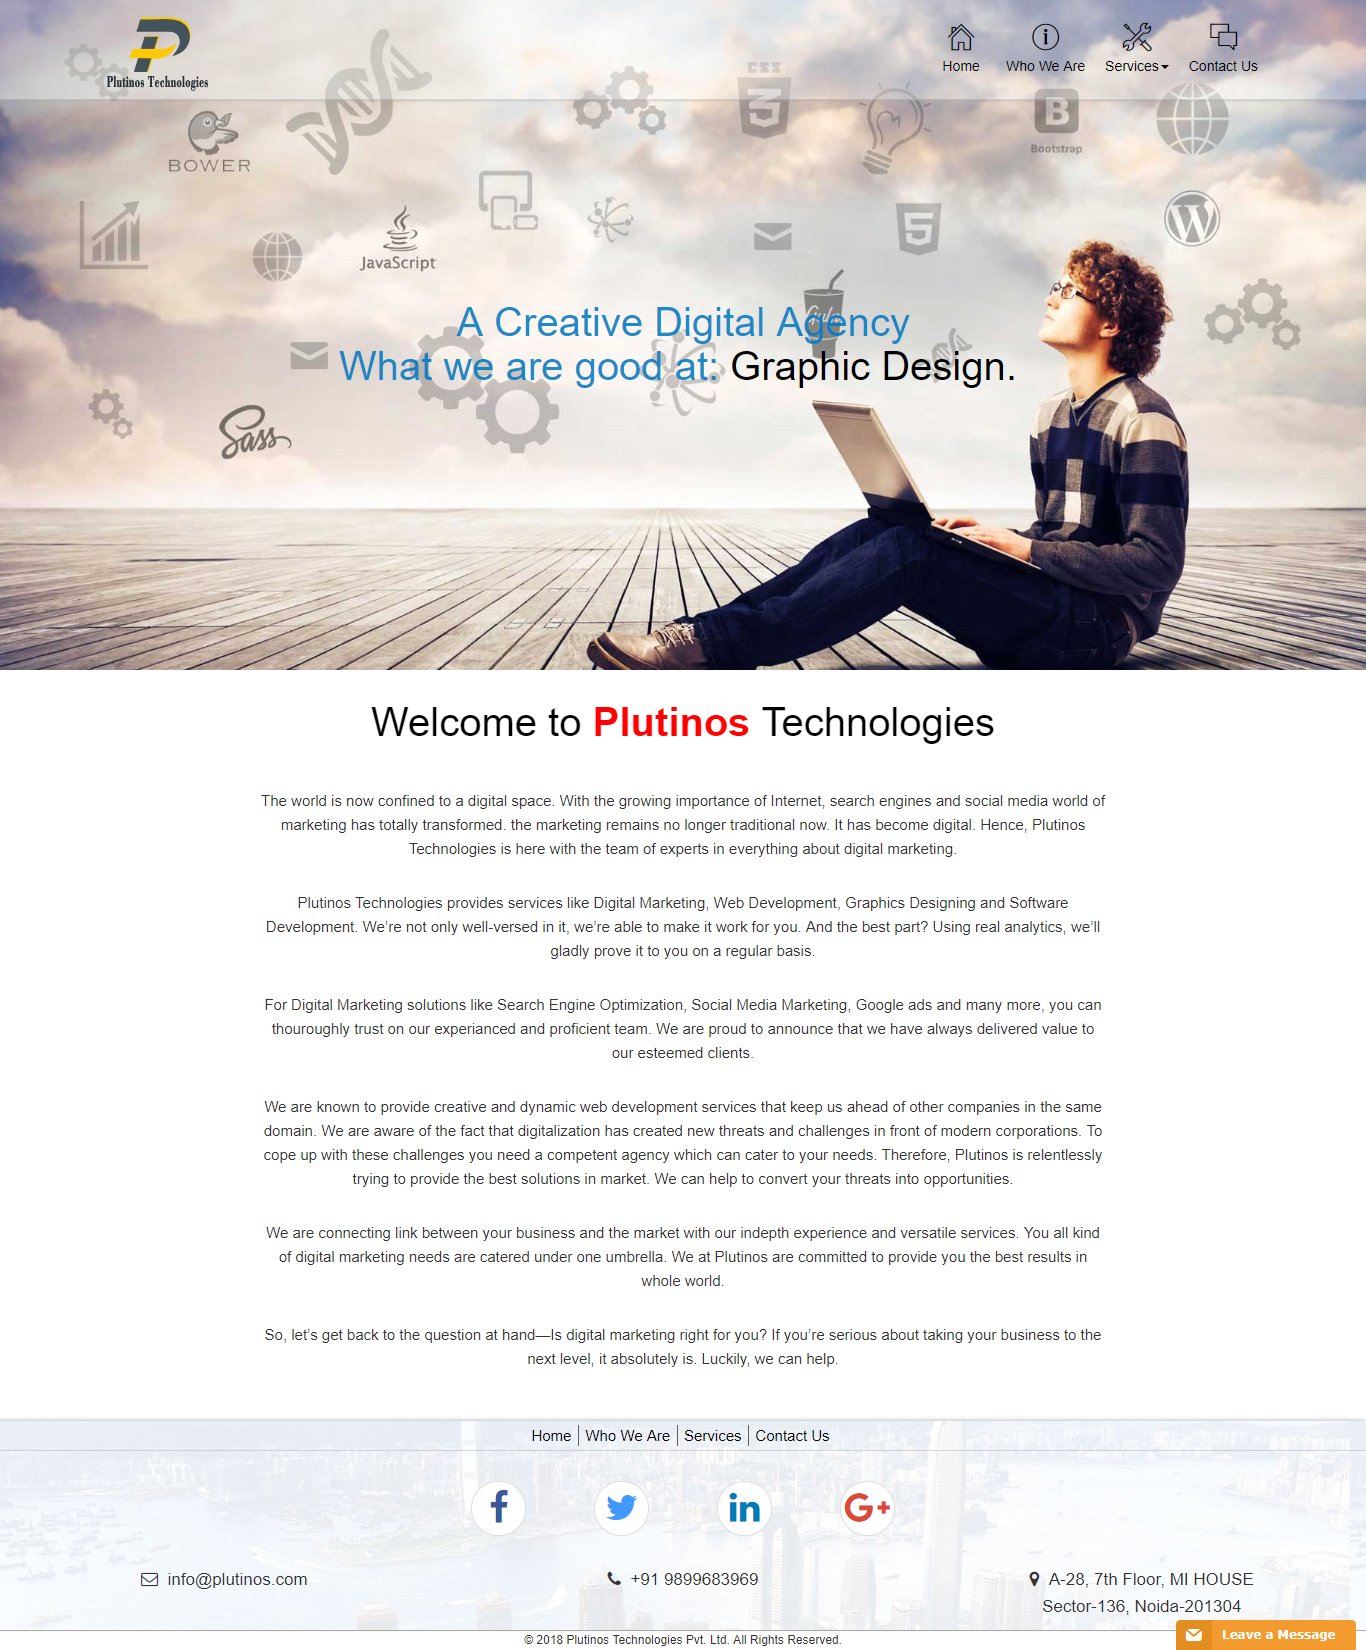 Plutinos Technologies
Home
Who We Are
Services
Contact Us
CSS
3
BOWER
B
Bootstrap
JavaScript
5
W
Gulp
A Creative Digital Agency
What we are good at: Graphic Design.
Sass
Welcome to Plutinos Technologies
The world is now confined to a digital space. With the growing importance of Internet, search engines and social media world of
marketing has totally transformed. the marketing remains no longer traditional now. It has become digital. Hence, Plutinos
Technologies is here with the team of experts in everything about digital marketing.
Plutinos Technologies provides services like Digital Marketing, Web Development, Graphics Designing and Software
Development. We’re not only well-versed in it, we’re able to make it work for you. And the best part? Using real analytics, we’ll
gladly prove it to you on a regular basis.
For Digital Marketing solutions like Search Engine Optimization, Social Media Marketing, Google ads and many more, you can
thouroughly trust on our experianced and proficient team. We are proud to announce that we have always delivered value to
our esteemed clients.
We are known to provide creative and dynamic web development services that keep us ahead of other companies in the same
domain. We are aware of the fact that digitalization has created new threats and challenges in front of modern corporations. To
cope up with these challenges you need a competent agency which can cater to your needs. Therefore, Plutinos is relentlessly
trying to provide the best solutions in market. We can help to convert your threats into opportunities.
We are connecting link between your business and the market with our indepth experience and versatile services. You all kind
of digital marketing needs are catered under one umbrella. We at Plutinos are committed to provide you the best results in
whole world.
So, let’s get back to the question at hand—Is digital marketing right for you? If you’re serious about taking your business to the
next level, it absolutely is. Luckily, we can help.
Home | Who We Are | Services | Contact Us
f
in
G+
info@plutinos.com
+91 9899683969
A-28, 7th Floor, MI HOUSE
Sector-136, Noida-201304
Leave a Message
© 2018 Plutinos Technologies Pvt. Ltd. All Rights Reserved.